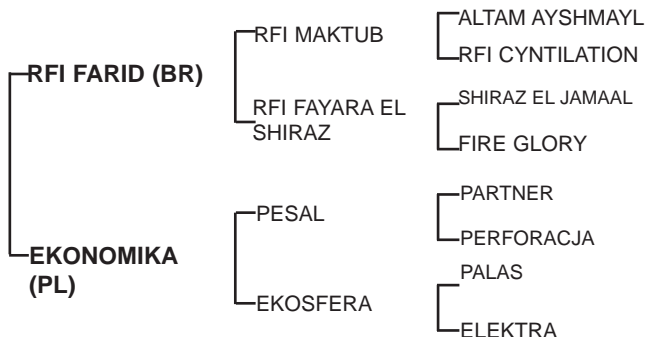 ALTAM AYSHMAYL
RFI MAKTUB
RFI CYNTILATION
RFI FARID (BR)
RFI FAYARA EL
SHIRAZ
SHIRAZ EL JAMAAL
FIRE GLORY
PARTNER
PESAL
PERFORACJA
EKONOMIKA
(PL)
PALAS
EKOSFERA
ELEKTRA